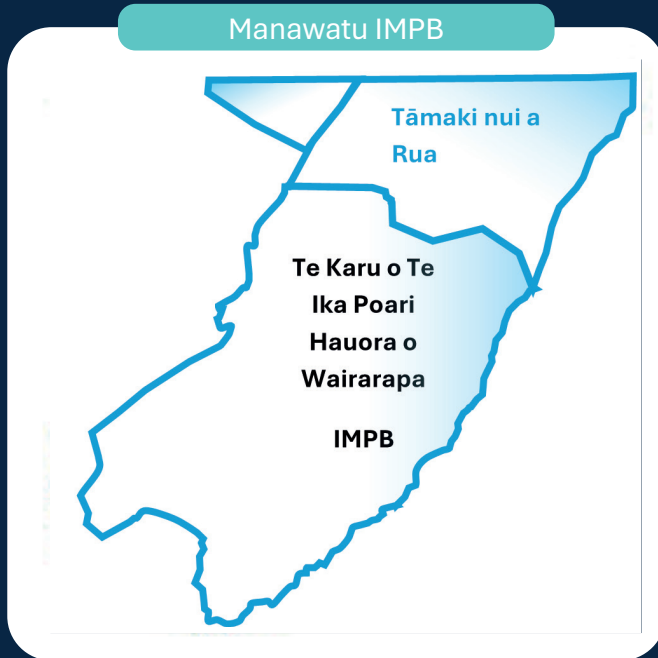 Manawatu IMPB
Tāmaki nui a
Rua
Te Karu o Te
Ika Poari
Hauora o
Wairarapa
IMPB